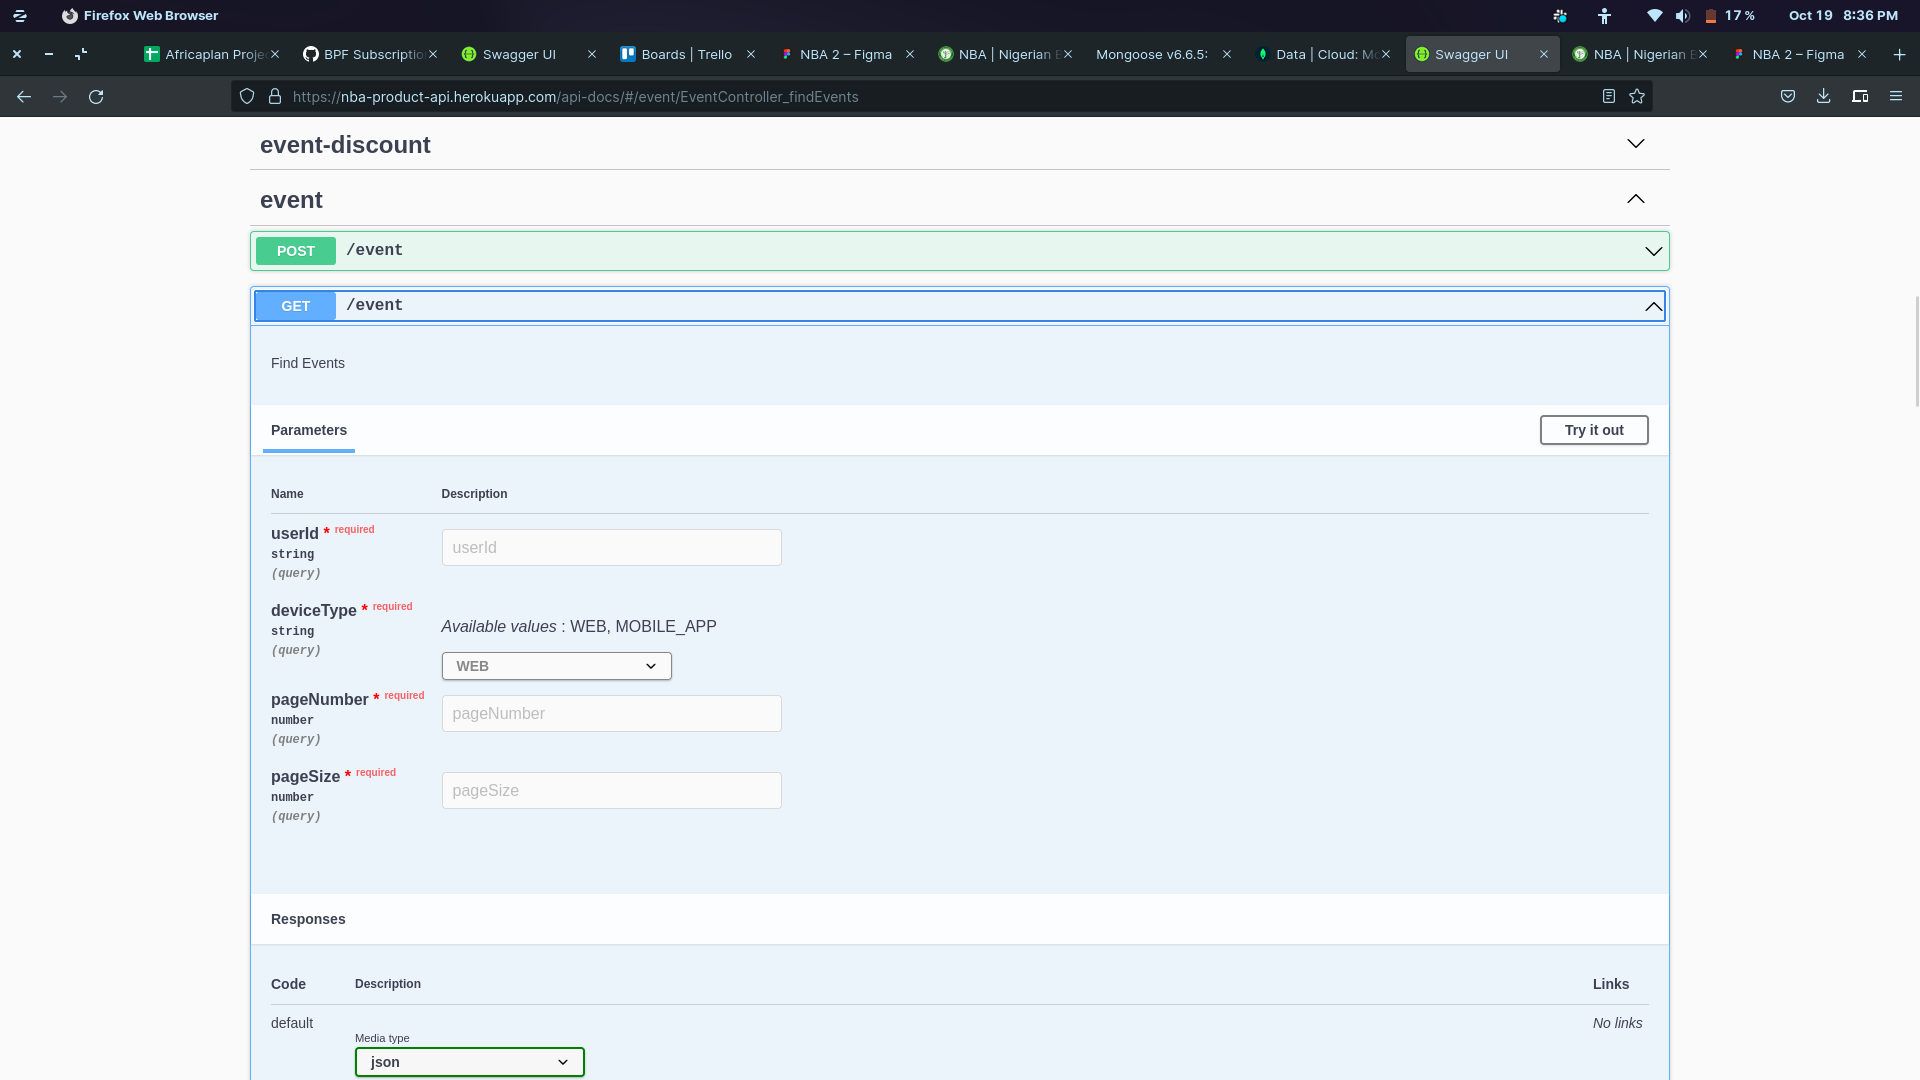 Firefox Web Browser
17 %
Oct 19 8:36 PM
Africaplan Proje
BPF Subscriptio
Swagger UI
Boards | Trello
NBA 2 – Figma
NBA | Nigerian B
Mongoose v6.6.5:
Data | Cloud: Mo
Swagger UI
NBA | Nigerian B
NBA 2 – Figma
https://nba-product-api.herokuapp.com/api-docs/#/event/EventController_findEvents
event-discount
event
POST /event
GET /event
Find Events
Parameters
Try it out
Name Description
userId * required
string
(query)
userId
deviceType * required
string
(query)
Available values : WEB, MOBILE_APP
WEB
pageNumber * required
number
(query)
pageNumber
pageSize * required
number
(query)
pageSize
Responses
Code Description Links
default
No links
Media type
json